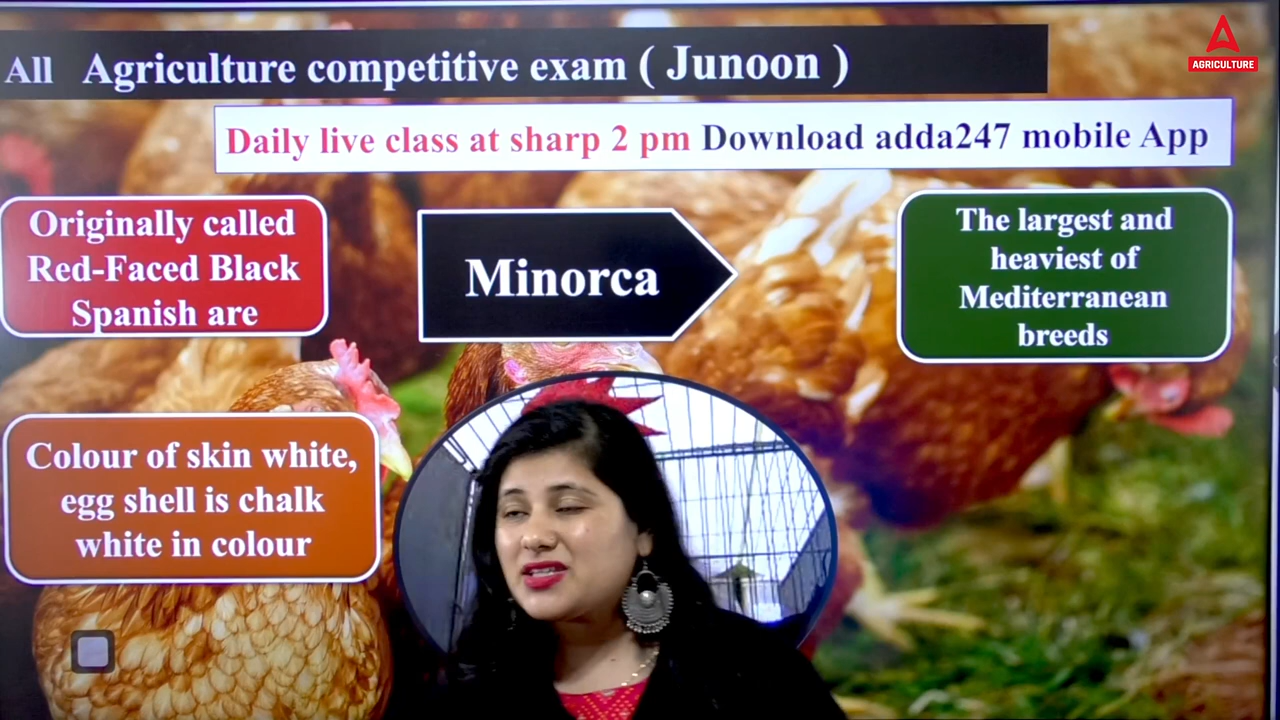 All Agriculture competitive exam ( Junoon )
AGRICULTURE
Daily live class at sharp 2 pm Download adda247 mobile App
Originally called
Red-Faced Black
Spanish are
Minorca
The largest and
heaviest of
Mediterranean
breeds
Colour of skin white,
egg shell is chalk
white in colour